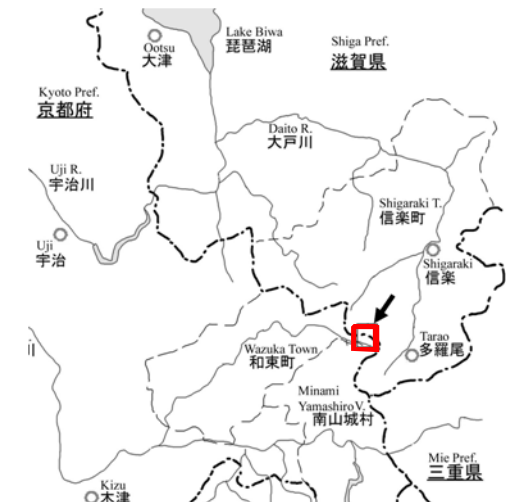 Lake Biwa
琵琶湖
Ootsu
大津
Shiga Pref.
滋賀県
Kyoto Pref.
京都府
Daito R.
大戸川
Uji R.
宇治川
Shigaraki T.
信楽町
Uji
宇治
Shigaraki
信楽
Tarao
多羅尾
Wazuka Town
和束町
Minami
Yamashiro V.
南山城村
Mie Pref.
三重県
Kizu
木津
川